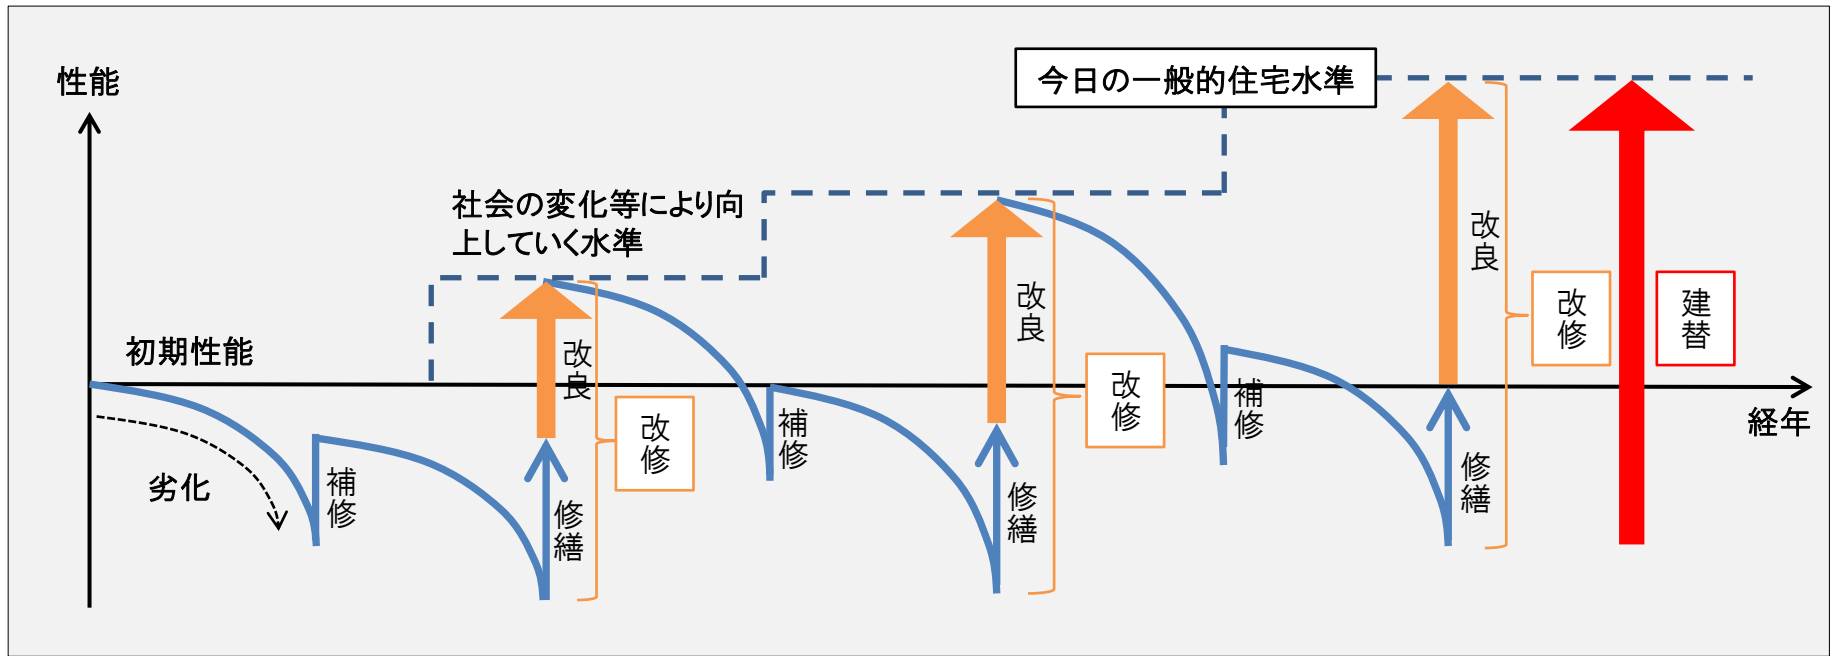 性能
今日の一般的住宅水準
社会の変化等により向
上していく水準
初期性能
劣化
補修
改良
修繕
改修
補修
改良
修繕
改修
補修
改良
修繕
改修
建替
経年